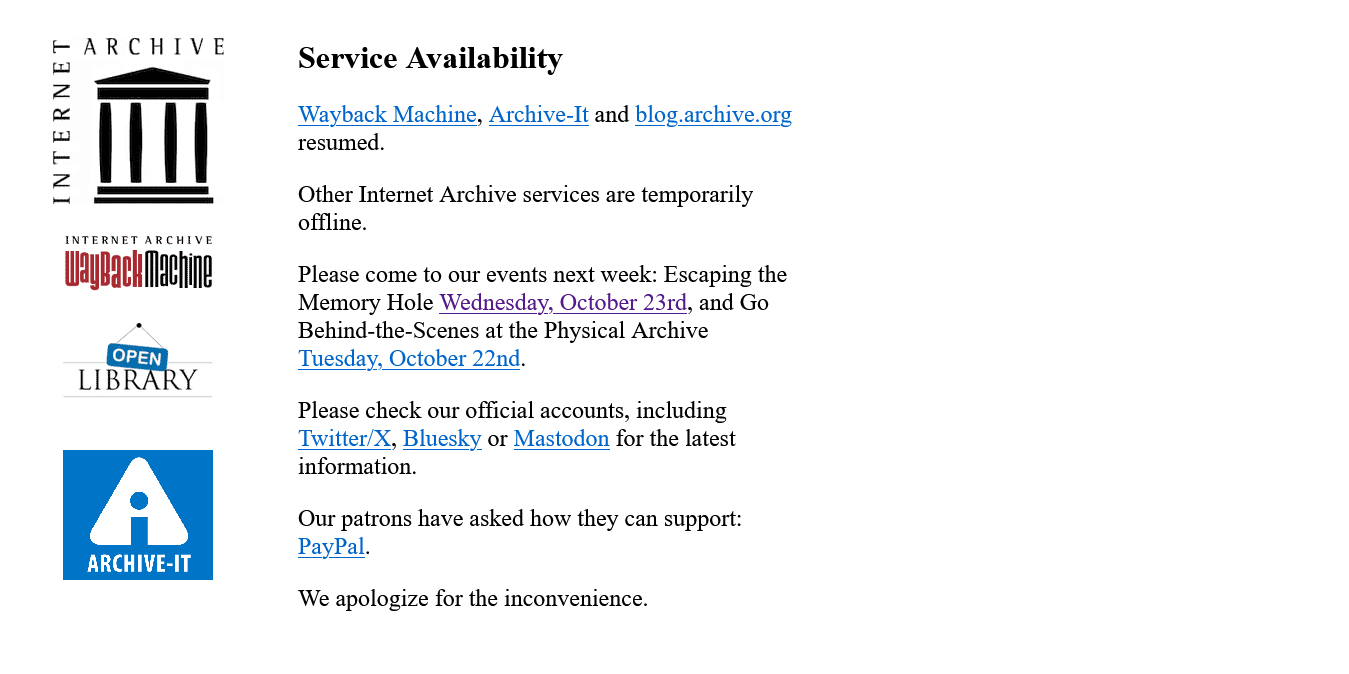 INTERNET ARCHIVE
INTERNET ARCHIVE
WayBackMachine
OPEN
LIBRARY
ARCHIVE-IT
Service Availability
Wayback Machine, Archive-It and blog.archive.org
resumed.
Other Internet Archive services are temporarily
offline.
Please come to our events next week: Escaping the
Memory Hole Wednesday, October 23rd, and Go
Behind-the-Scenes at the Physical Archive
Tuesday, October 22nd.
Please check our official accounts, including
Twitter/X, Bluesky or Mastodon for the latest
information.
Our patrons have asked how they can support:
PayPal.
We apologize for the inconvenience.